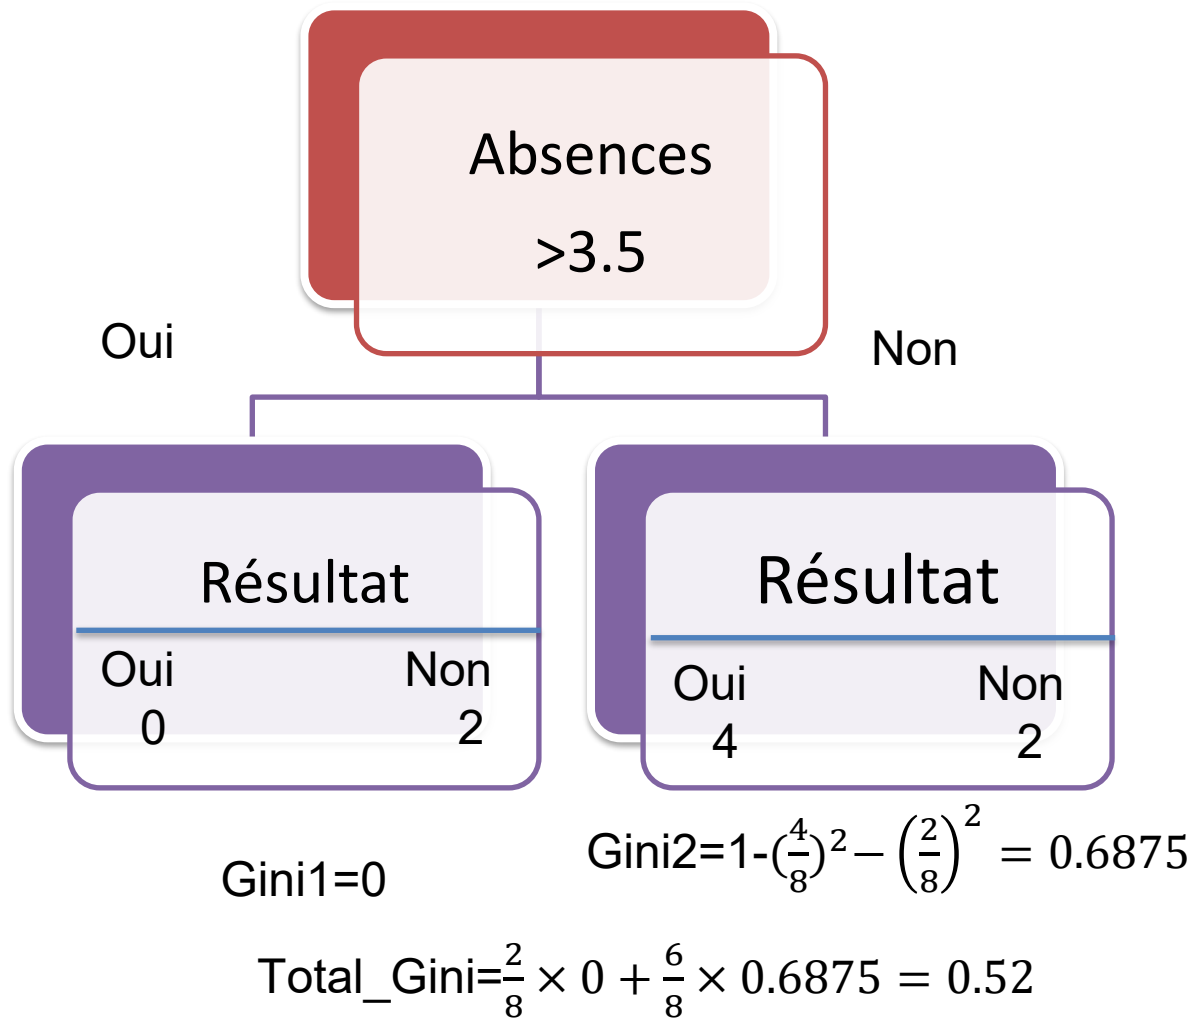 Absences
>3.5
Oui
Non
Résultat
Oui Non
0 2
Résultat
Oui Non
4 2
Gini1=0
Gini2=1-(4/8)² − (2/8)² = 0.6875
Total_Gini=2/8 × 0 + 6/8 × 0.6875 = 0.52